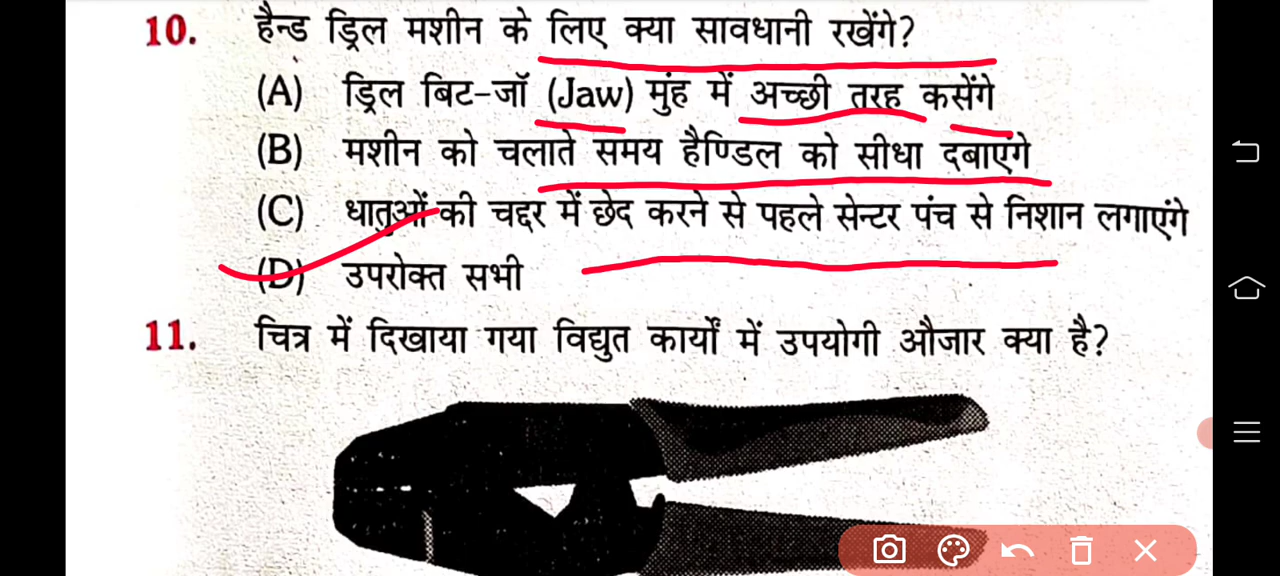 10. हैन्ड ड्रिल मशीन के लिए क्या सावधानी रखेंगे?
(A) ड्रिल बिट-जॉ (Jaw) मुंह में अच्छी तरह कसेंगे
(B) मशीन को चलाते समय हैण्डिल को सीधा दबाएंगे
(C) धातुओं की चद्दर में छेद करने से पहले सेन्टर पंच से निशान लगाएंगे
(D) उपरोक्त सभी
11. चित्र में दिखाया गया विद्युत कार्यों में उपयोगी औजार क्या है?